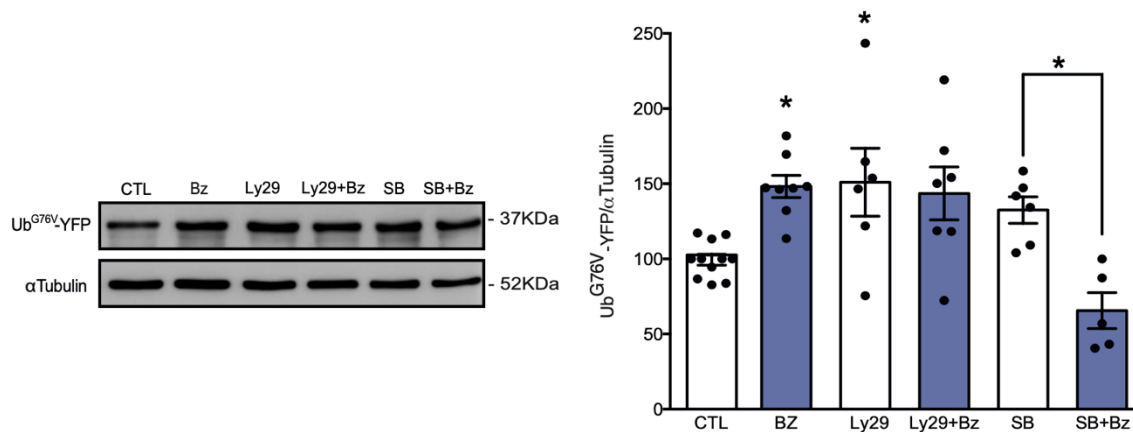 CTL Bz Ly29 Ly29+Bz SB SB+Bz
Ub^G76V-YFP - 37KDa
αTubulin - 52KDa
Ub^G76V-YFP/α Tubulin
250
200
150
100
50
0
*
*
*
CTL BZ Ly29 Ly29+Bz SB SB+Bz